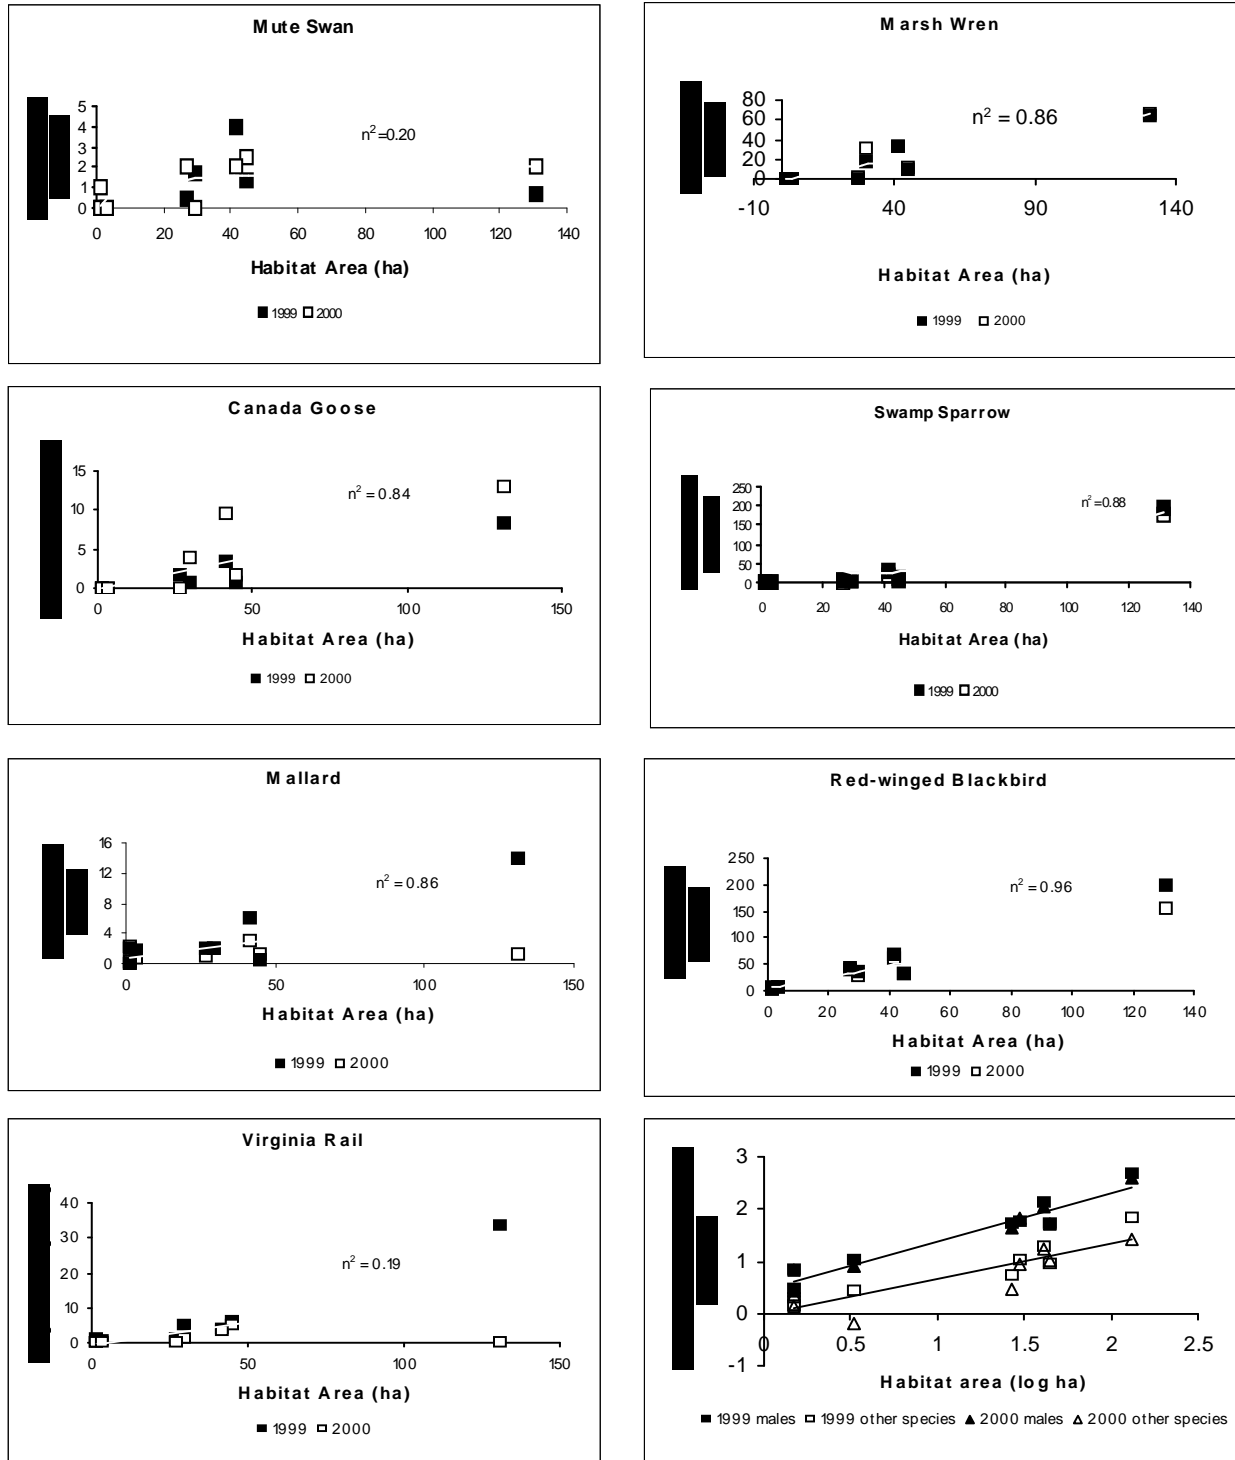 Mute Swan
5
4
3
2
1
0
n²=0.20
0 20 40 60 80 100 120 140
Habitat Area (ha)
1999 2000
Marsh Wren
80
60
40
20
0
n² = 0.86
-10 40 90 140
Habitat Area (ha)
1999 2000
Canada Goose
15
10
5
0
n² = 0.84
0 50 100 150
Habitat Area (ha)
1999 2000
Swamp Sparrow
250
200
150
100
50
0
n²=0.88
0 20 40 60 80 100 120 140
Habitat Area (ha)
1999 2000
Mallard
16
12
8
4
0
n² = 0.86
0 50 100 150
Habitat Area (ha)
1999 2000
Red-winged Blackbird
250
200
150
100
50
0
n² = 0.96
0 20 40 60 80 100 120 140
Habitat Area (ha)
1999 2000
Virginia Rail
40
30
20
10
0
n² = 0.19
0 50 100 150
Habitat Area (ha)
1999 2000
3
2
1
0
-1
0 0.5 1 1.5 2 2.5
Habitat area (log ha)
1999 males 1999 other species 2000 males 2000 other species